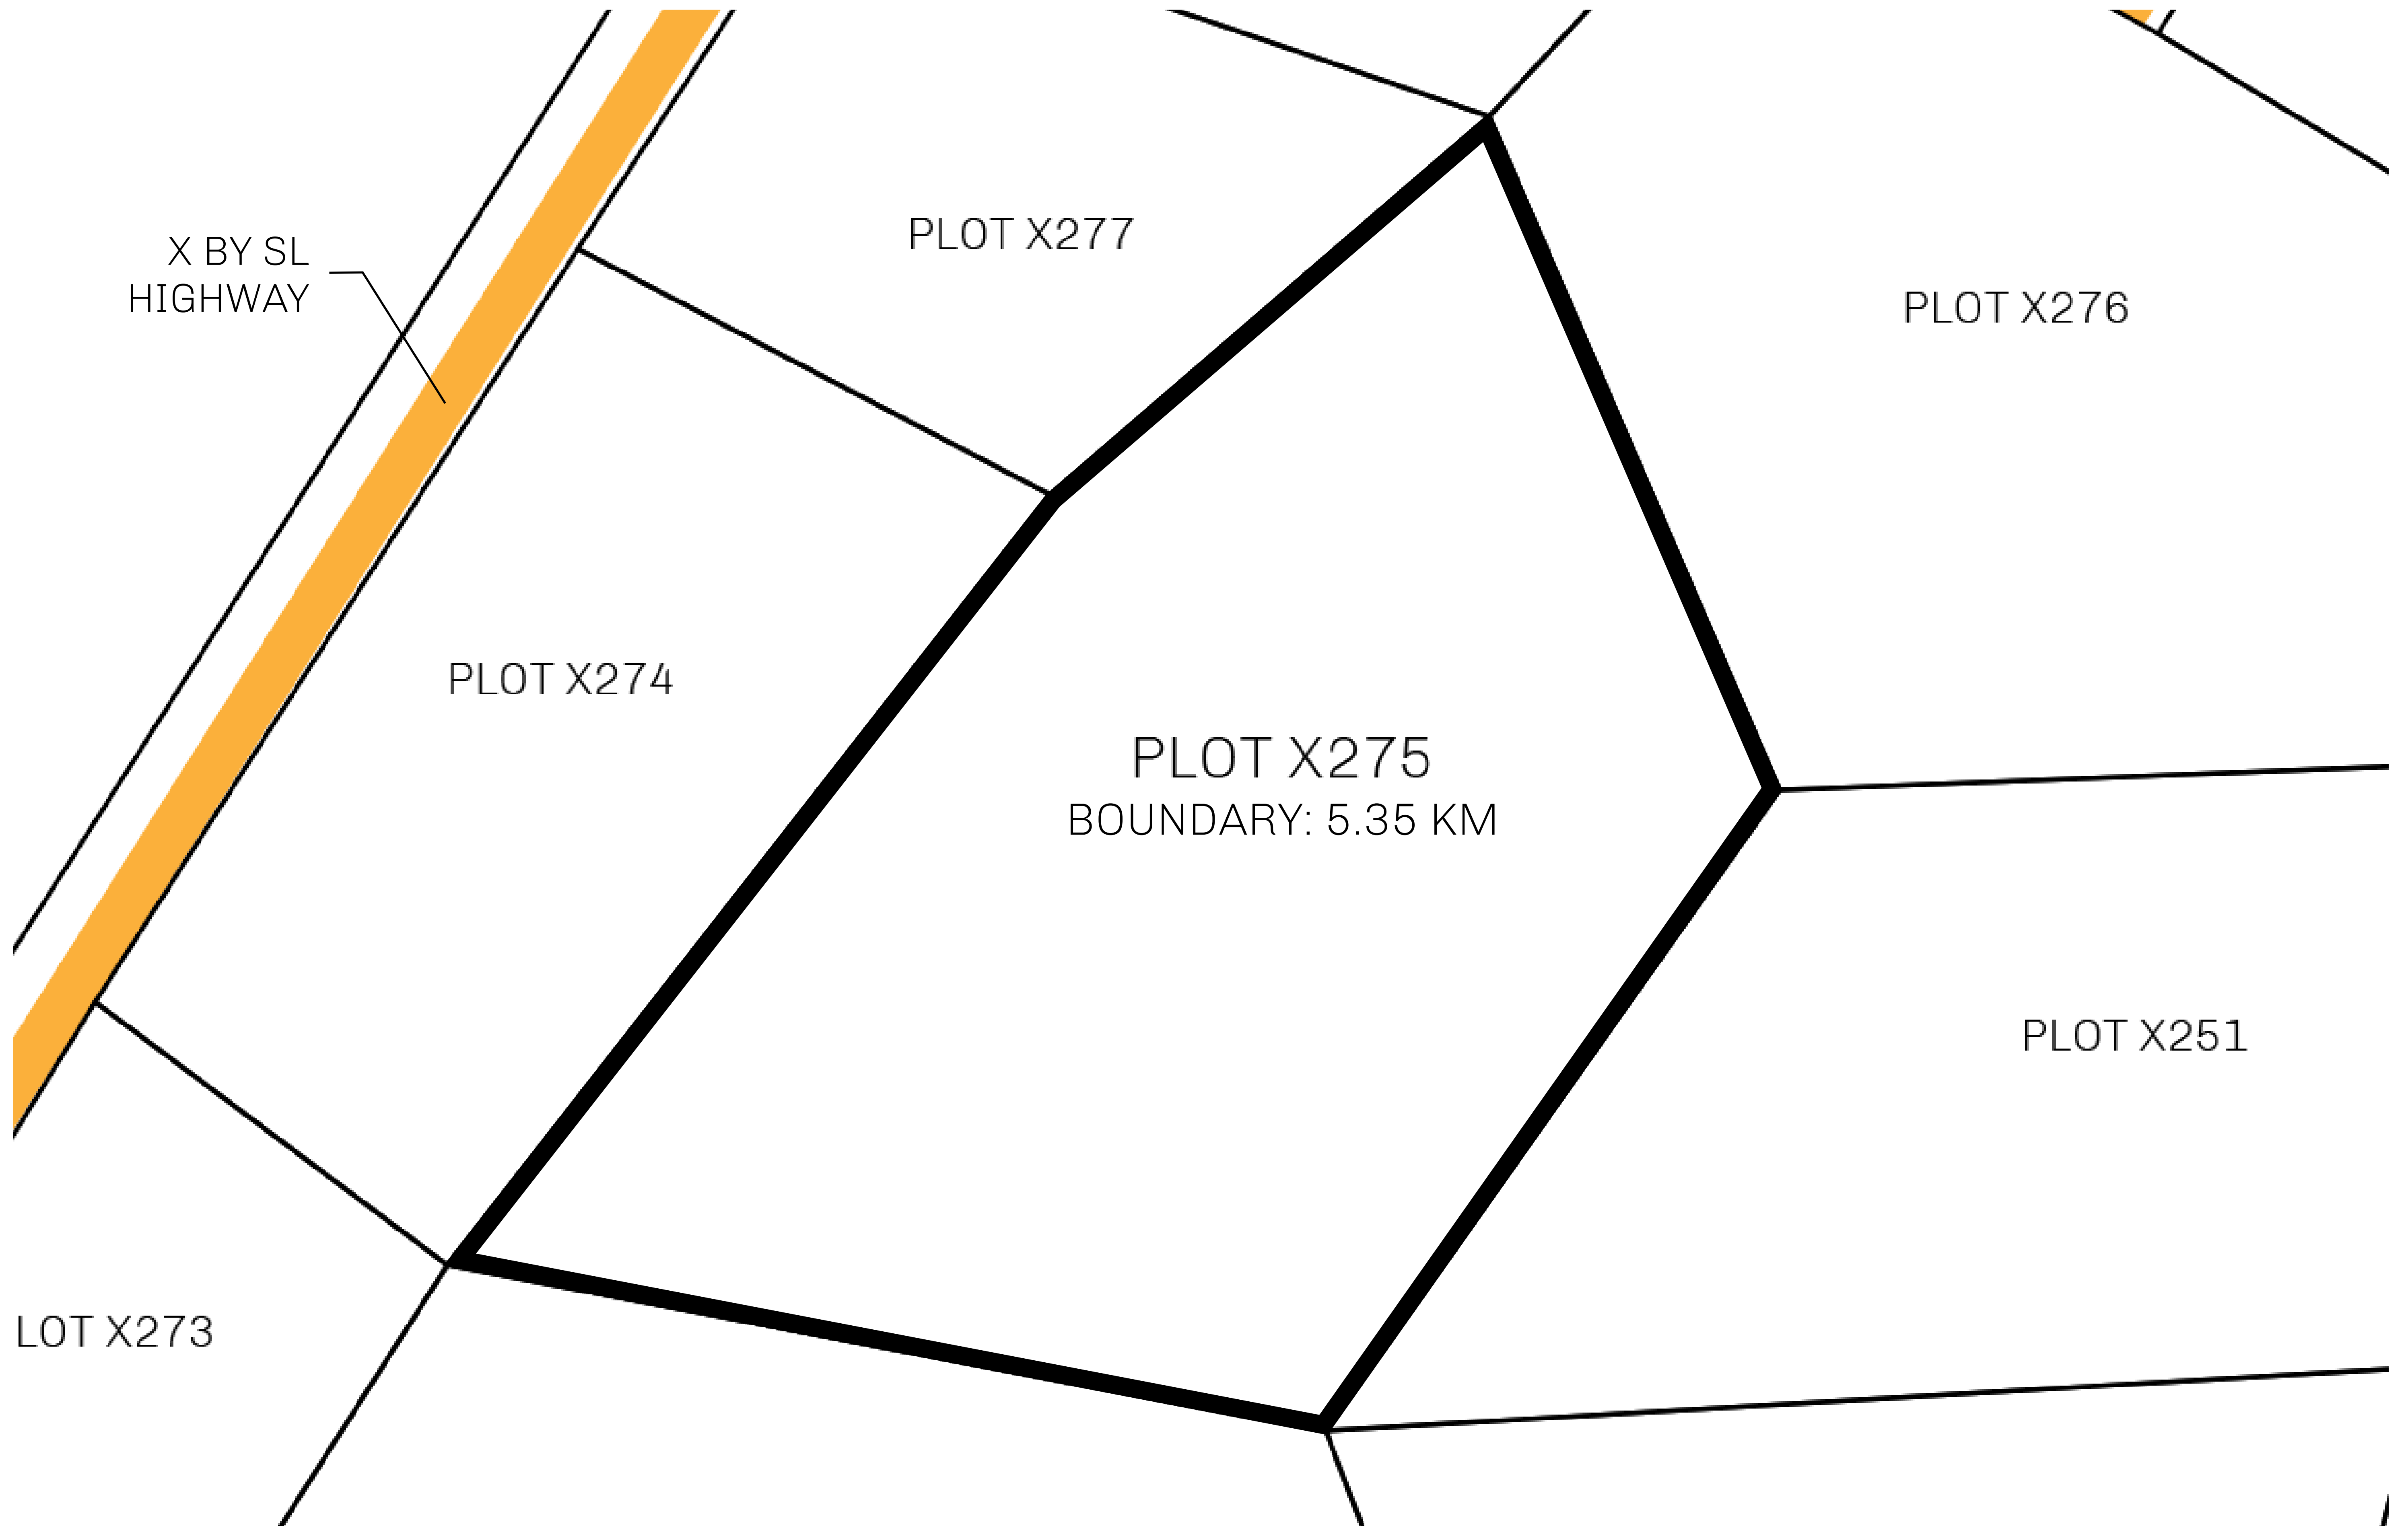 PLOT X277
X BY SL
HIGHWAY
PLOT X276
PLOT X274
PLOT X275
BOUNDARY: 5.35 KM
PLOT X251
LOT X273